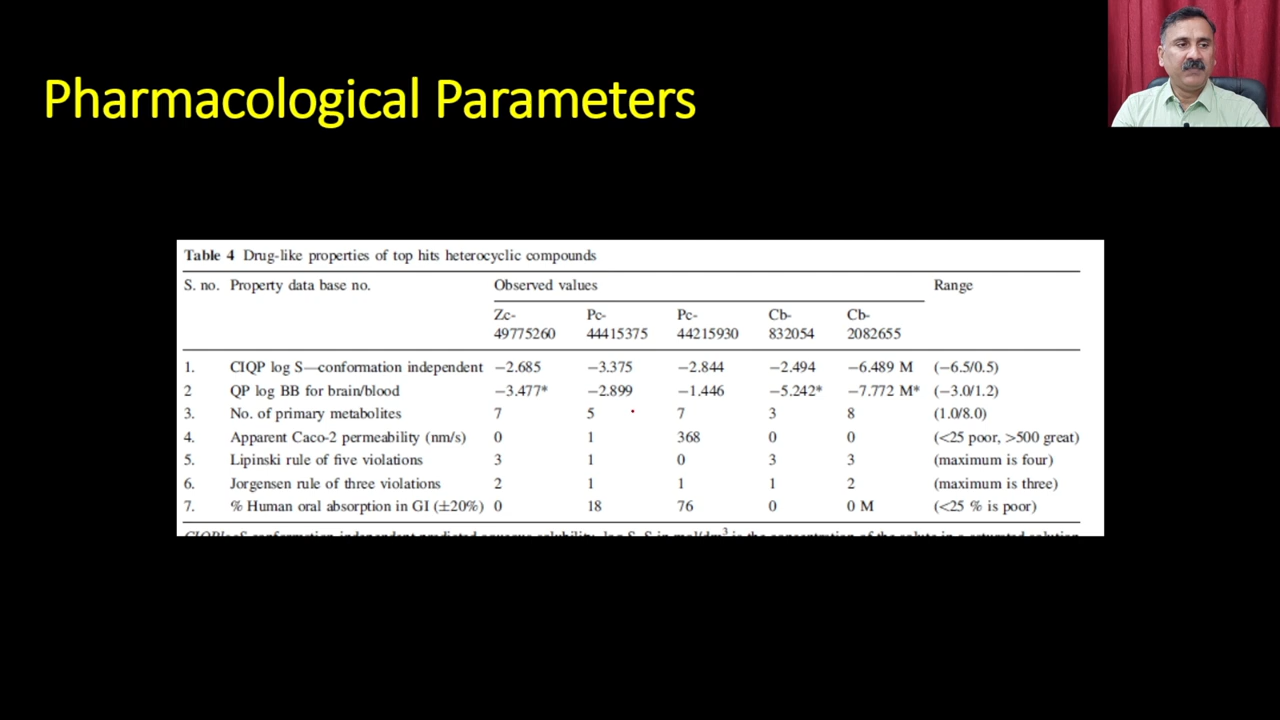 Pharmacological Parameters
Table 4 Drug-like properties of top hits heterocyclic compounds
S. no. Property data base no. Observed values Range
Zc-49775260 Pc-44415375 Pc-44215930 Cb-832054 Cb-2082655
1. CIQP log S—conformation independent −2.685 −3.375 −2.844 −2.494 −6.489 M (−6.5/0.5)
2 QP log BB for brain/blood −3.477* −2.899 −1.446 −5.242* −7.772 M* (−3.0/1.2)
3. No. of primary metabolites 7 5 7 3 8 (1.0/8.0)
4. Apparent Caco-2 permeability (nm/s) 0 1 368 0 0 (<25 poor, >500 great)
5. Lipinski rule of five violations 3 1 0 3 3 (maximum is four)
6. Jorgensen rule of three violations 2 1 1 1 2 (maximum is three)
7. % Human oral absorption in GI (±20%) 0 18 76 0 0 M (<25 % is poor)